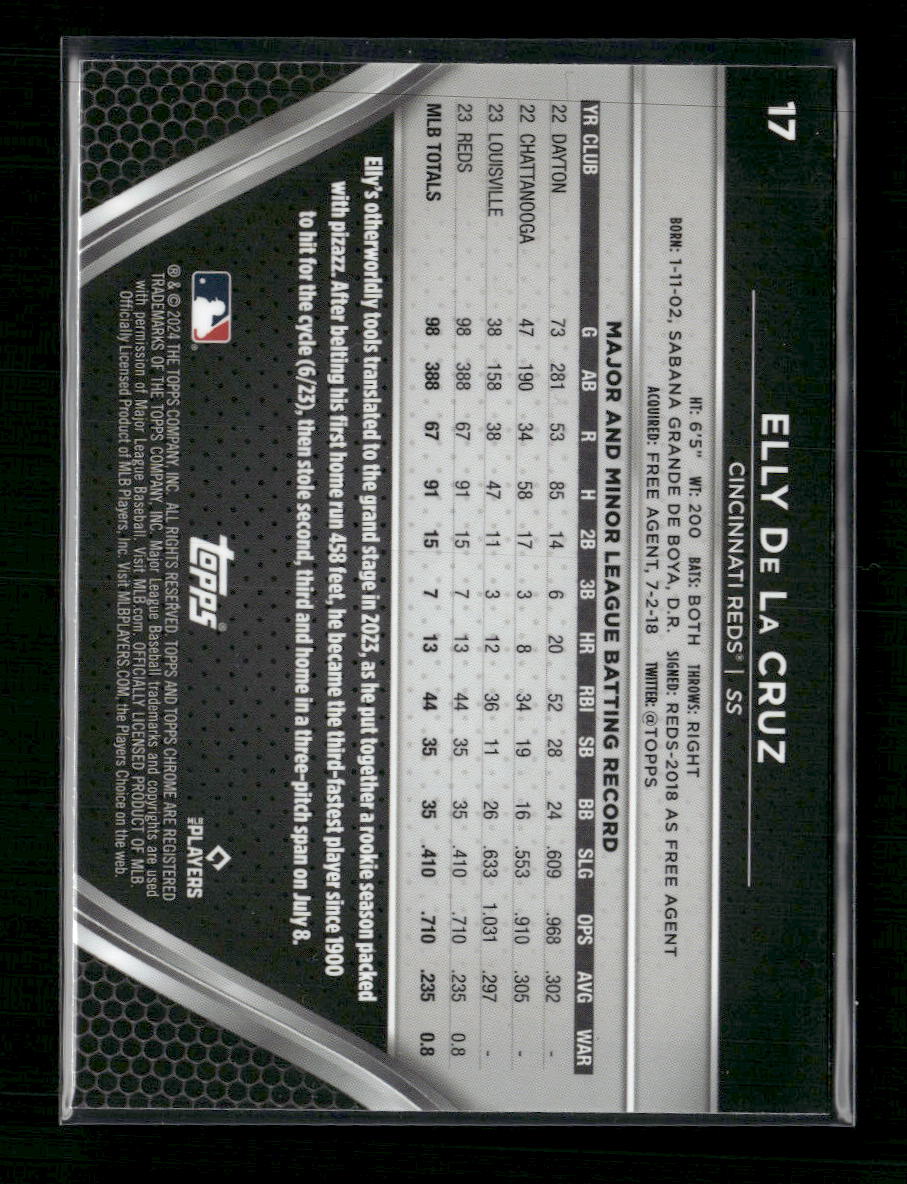 17
ELLY DE LA CRUZ
CINCINNATI REDS® | SS
HT: 6'5" WT: 200 BATS: BOTH THROWS: RIGHT
BORN: 1-11-02, SABANA GRANDE DE BOYA, D.R. SIGNED: REDS-2018 AS FREE AGENT
ACQUIRED: FREE AGENT, 7-2-18 TWITTER: @TOPPS
MAJOR AND MINOR LEAGUE BATTING RECORD
YR CLUB G AB R H 2B 3B HR RBI SB BB SLG OPS AVG WAR
22 DAYTON 73 281 53 85 14 6 20 52 28 24 .609 .968 .302 -
22 CHATTANOOGA 47 190 34 58 17 3 8 34 19 16 .553 .910 .305 -
23 LOUISVILLE 38 158 38 47 11 3 12 36 11 26 .633 1.031 .297 -
23 REDS 98 388 67 91 15 7 13 44 35 35 .410 .710 .235 0.8
MLB TOTALS 98 388 67 91 15 7 13 44 35 35 .410 .710 .235 0.8
Elly's otherworldly tools translated to the grand stage in 2023, as he put together a rookie season packed
with pizazz. After belting his first home run 458 feet, he became the third-fastest player since 1900
to hit for the cycle (6/23), then stole second, third and home in a three-pitch span on July 8.
topps®
MLB PLAYERS
® & © 2024 THE TOPPS COMPANY, INC. ALL RIGHTS RESERVED. TOPPS AND TOPPS CHROME ARE REGISTERED
TRADEMARKS OF THE TOPPS COMPANY, INC. Major League Baseball trademarks and copyrights are used
with permission of Major League Baseball. Visit MLB.com. OFFICIALLY LICENSED PRODUCT OF MLB
Officially Licensed Product of MLB Players, Inc. Visit MLBPLAYERS.COM, the Players Choice on the web.